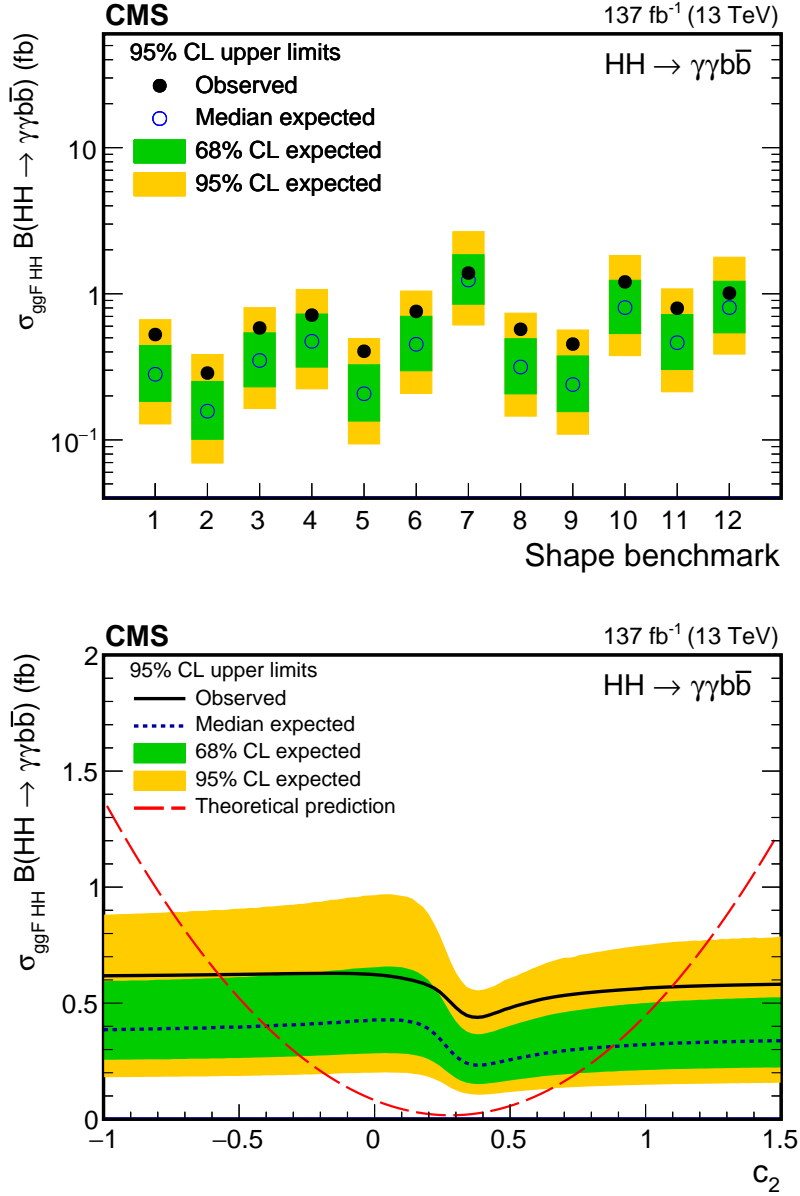 CMS 137 fb⁻¹ (13 TeV)
95% CL upper limits HH → γγbb̅
Observed
Median expected
68% CL expected
95% CL expected
σ_ggF HH B(HH → γγbb̅) (fb)
10
1
10⁻¹
1 2 3 4 5 6 7 8 9 10 11 12
Shape benchmark
CMS 137 fb⁻¹ (13 TeV)
95% CL upper limits HH → γγbb̅
Observed
Median expected
68% CL expected
95% CL expected
Theoretical prediction
σ_ggF HH B(HH → γγbb̅) (fb)
2
1.5
1
0.5
0
−1 −0.5 0 0.5 1 1.5
c₂